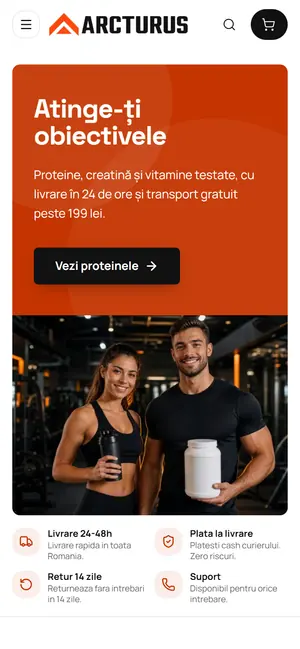 ARCTURUS
Atinge-ți
obiectivele
Proteine, creatină și vitamine testate, cu
livrare în 24 de ore și transport gratuit
peste 199 lei.
Vezi proteinele
Livrare 24-48h
Livrare rapida in toata
Romania.
Plata la livrare
Platesti cash curierului.
Zero riscuri.
Retur 14 zile
Returneaza fara intrebari
in 14 zile.
Suport
Disponibil pentru orice
intrebare.